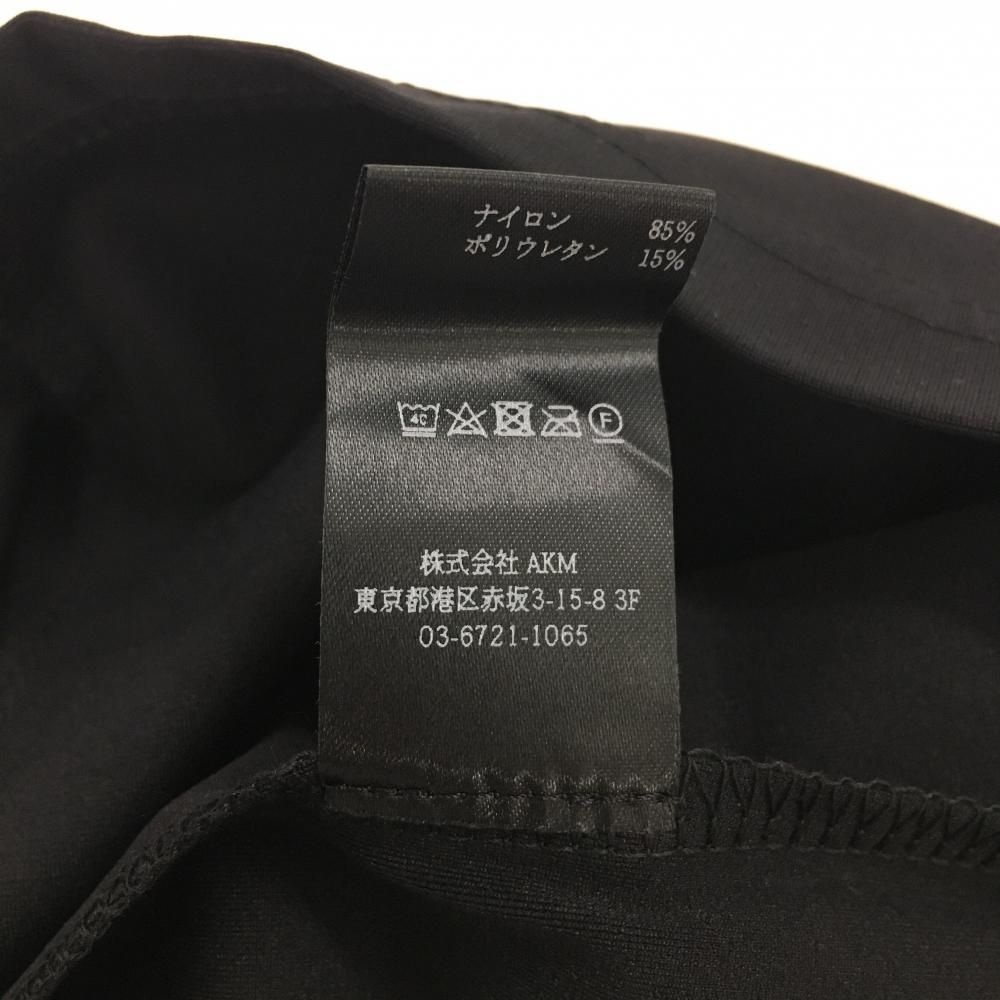 ナイロン 85%
ポリウレタン 15%
40 F
株式会社 AKM
東京都港区赤坂3-15-8 3F
03-6721-1065